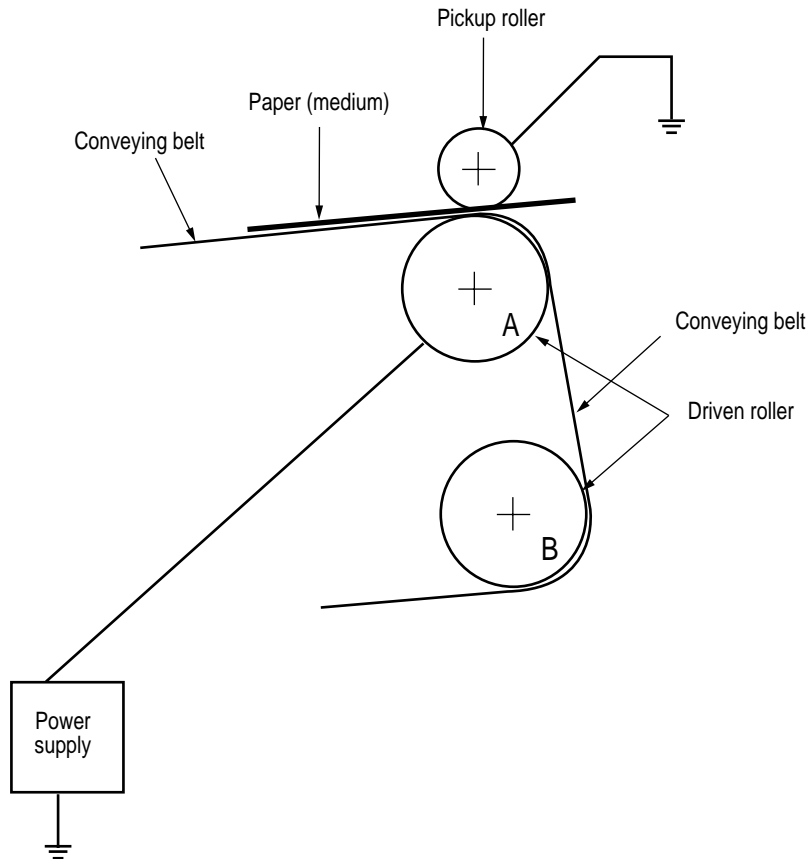 Pickup roller
Paper (medium)
Conveying belt
A
Conveying belt
Driven roller
B
Power
supply